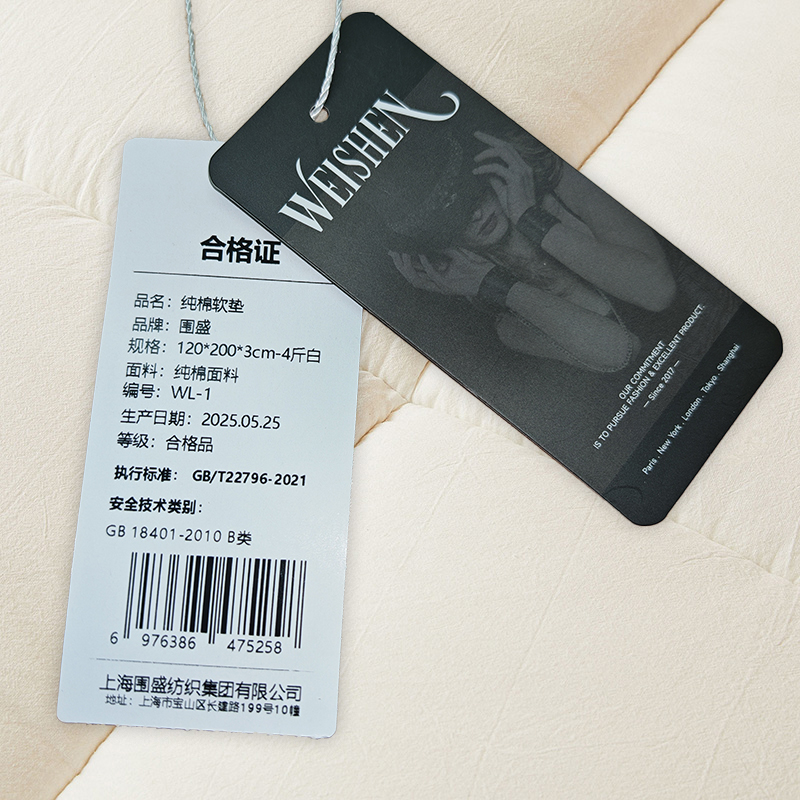 WEISHEN
OUR COMMITMENT
IS TO PURSUE FASHION & EXCELLENT PRODUCT.
— Since 2017 —
Paris . New York . London . Tokyo . Shanghai
合格证
品名：纯棉软垫
品牌：围盛
规格：120*200*3cm-4斤白
面料：纯棉面料
编号：WL-1
生产日期：2025.05.25
等级：合格品
执行标准： GB/T22796-2021
安全技术类别：
GB 18401-2010 B类
6 976386 475258
上海围盛纺织集团有限公司
地址：上海市宝山区长建路199号10幢